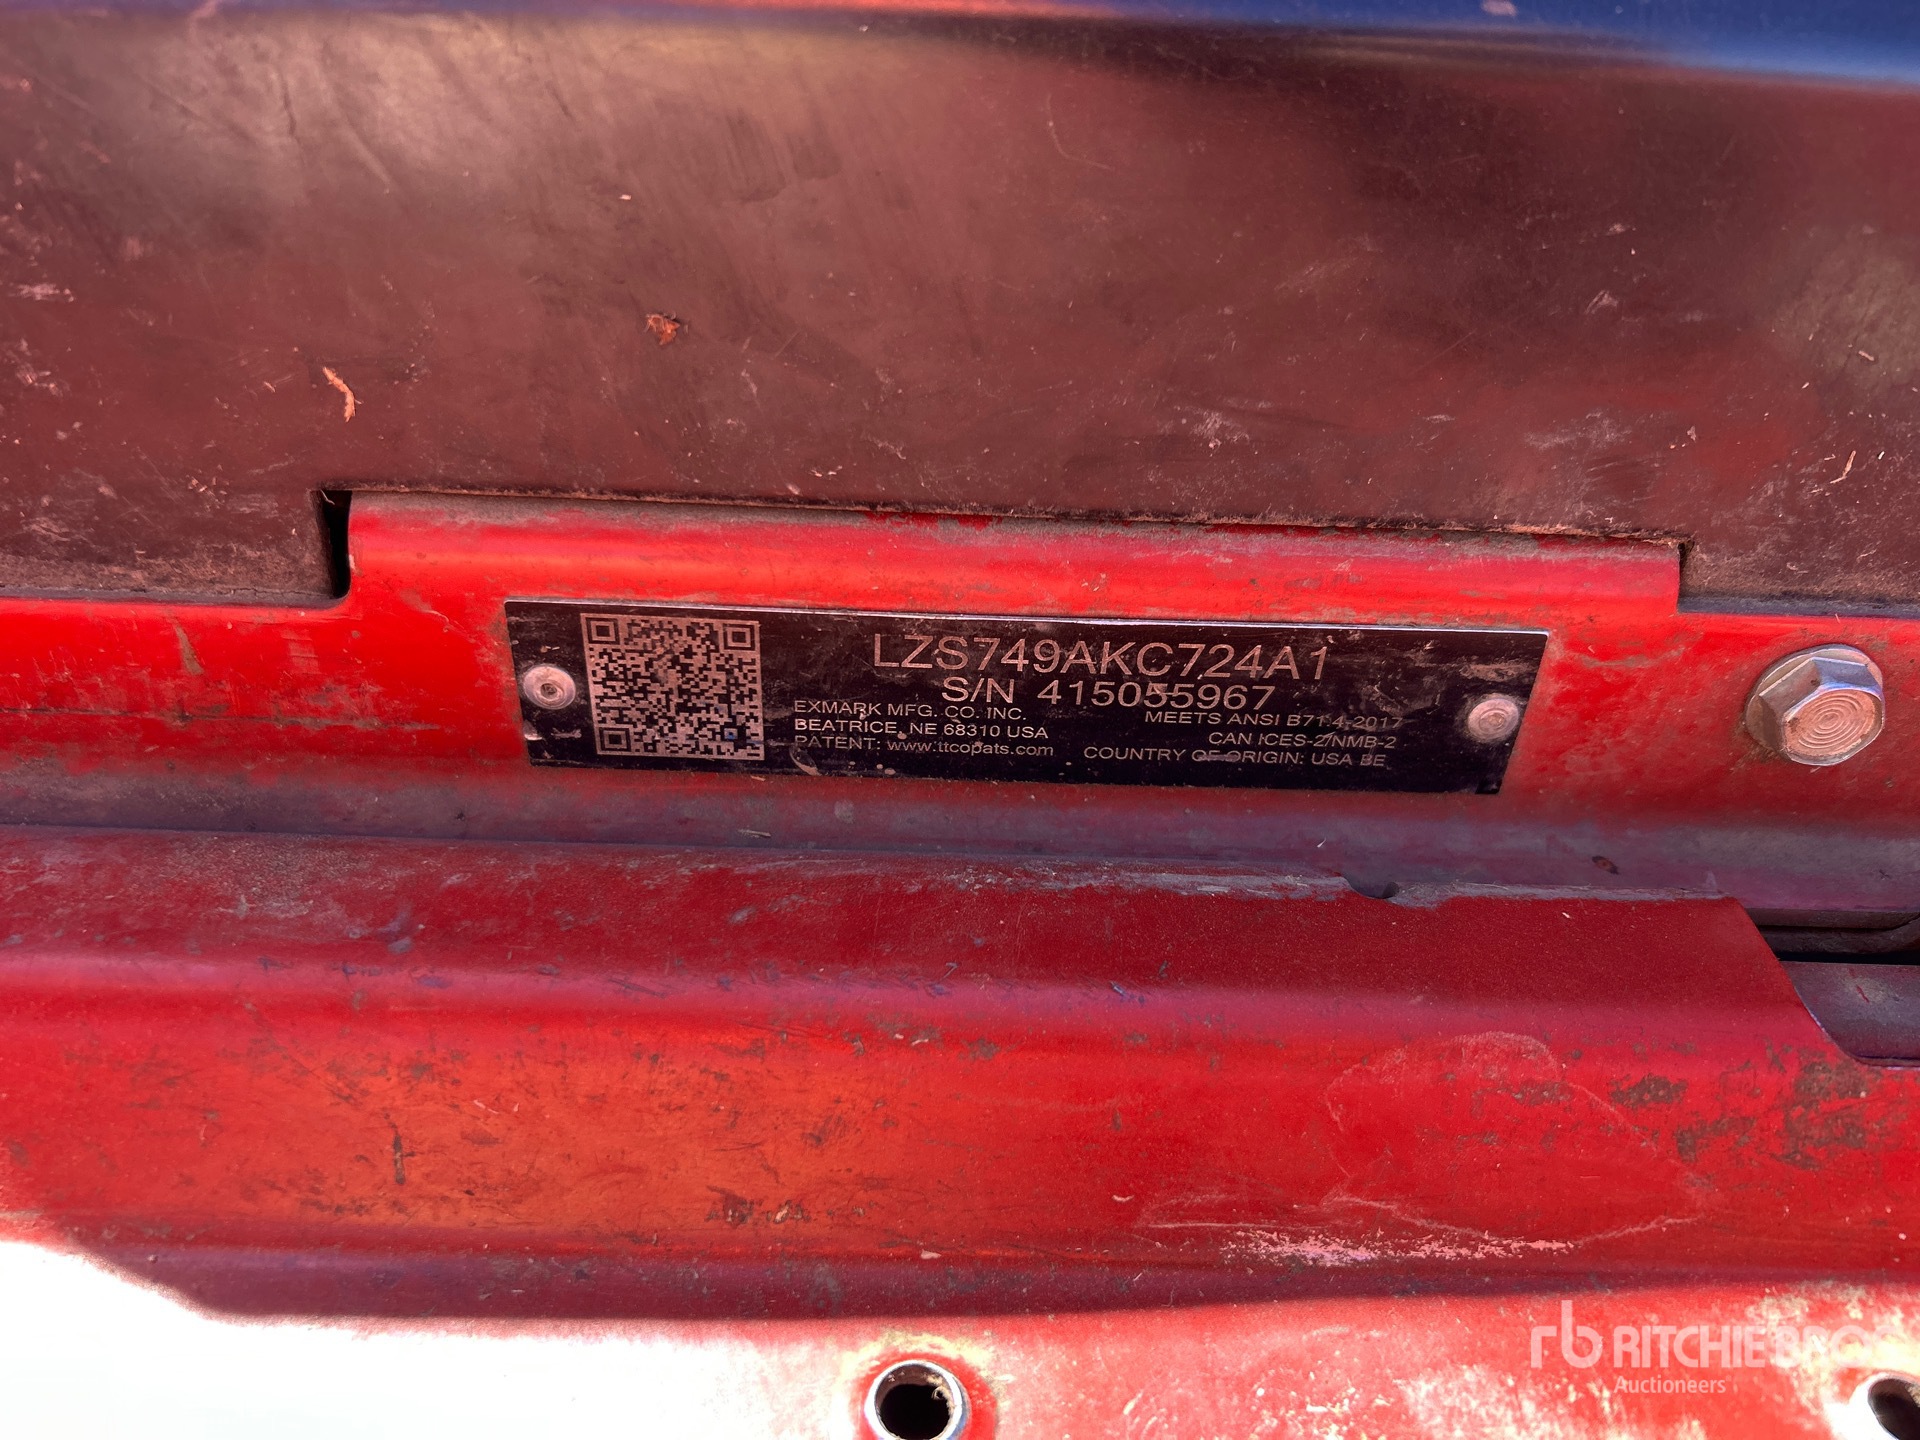 LZS749AKC724A1
S/N 415055967
EXMARK MFG. CO. INC.
BEATRICE, NE 68310 USA
PATENT: www.ttcopats.com
MEETS ANSI B71.4-2017
CAN ICES-2/NMB-2
COUNTRY OF ORIGIN: USA BE
rb RITCHIE BROS
Auctioneers